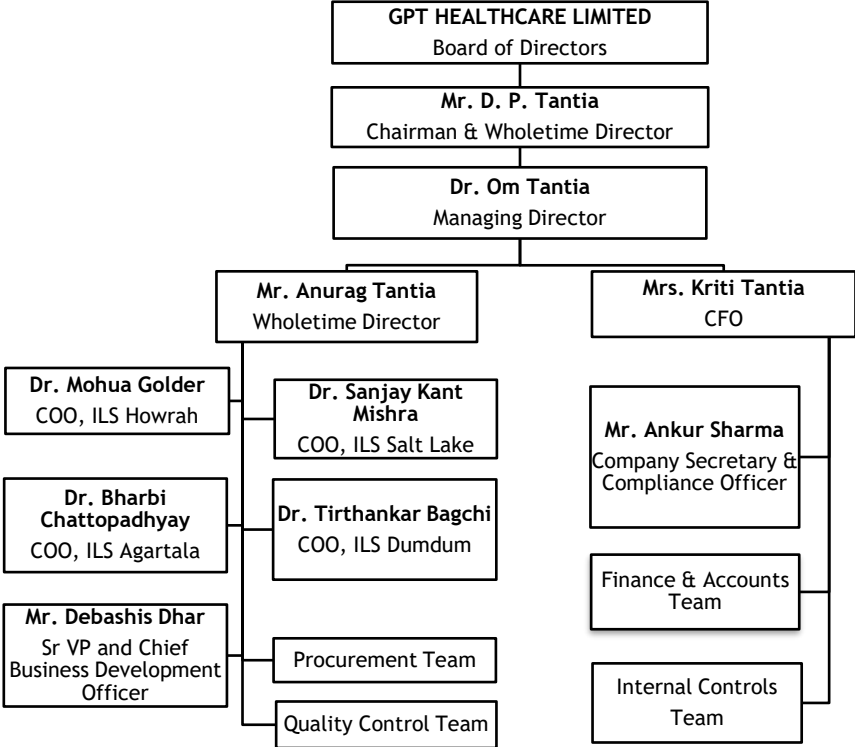 GPT HEALTHCARE LIMITED
Board of Directors
Mr. D. P. Tantia
Chairman & Wholetime Director
Dr. Om Tantia
Managing Director
Mr. Anurag Tantia
Wholetime Director
Mrs. Kriti Tantia
CFO
Dr. Mohua Golder
COO, ILS Howrah
Dr. Sanjay Kant
Mishra
COO, ILS Salt Lake
Mr. Ankur Sharma
Company Secretary &
Compliance Officer
Dr. Bharbi
Chattopadhyay
COO, ILS Agartala
Dr. Tirthankar Bagchi
COO, ILS Dumdum
Finance & Accounts
Team
Mr. Debashis Dhar
Sr VP and Chief
Business Development
Officer
Procurement Team
Internal Controls
Team
Quality Control Team